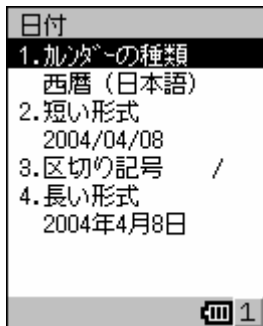 日付
1.ｶﾚﾝﾀﾞｰの種類
西暦（日本語）
2.短い形式
2004/04/08
3.区切り記号 /
4.長い形式
2004年4月8日
1